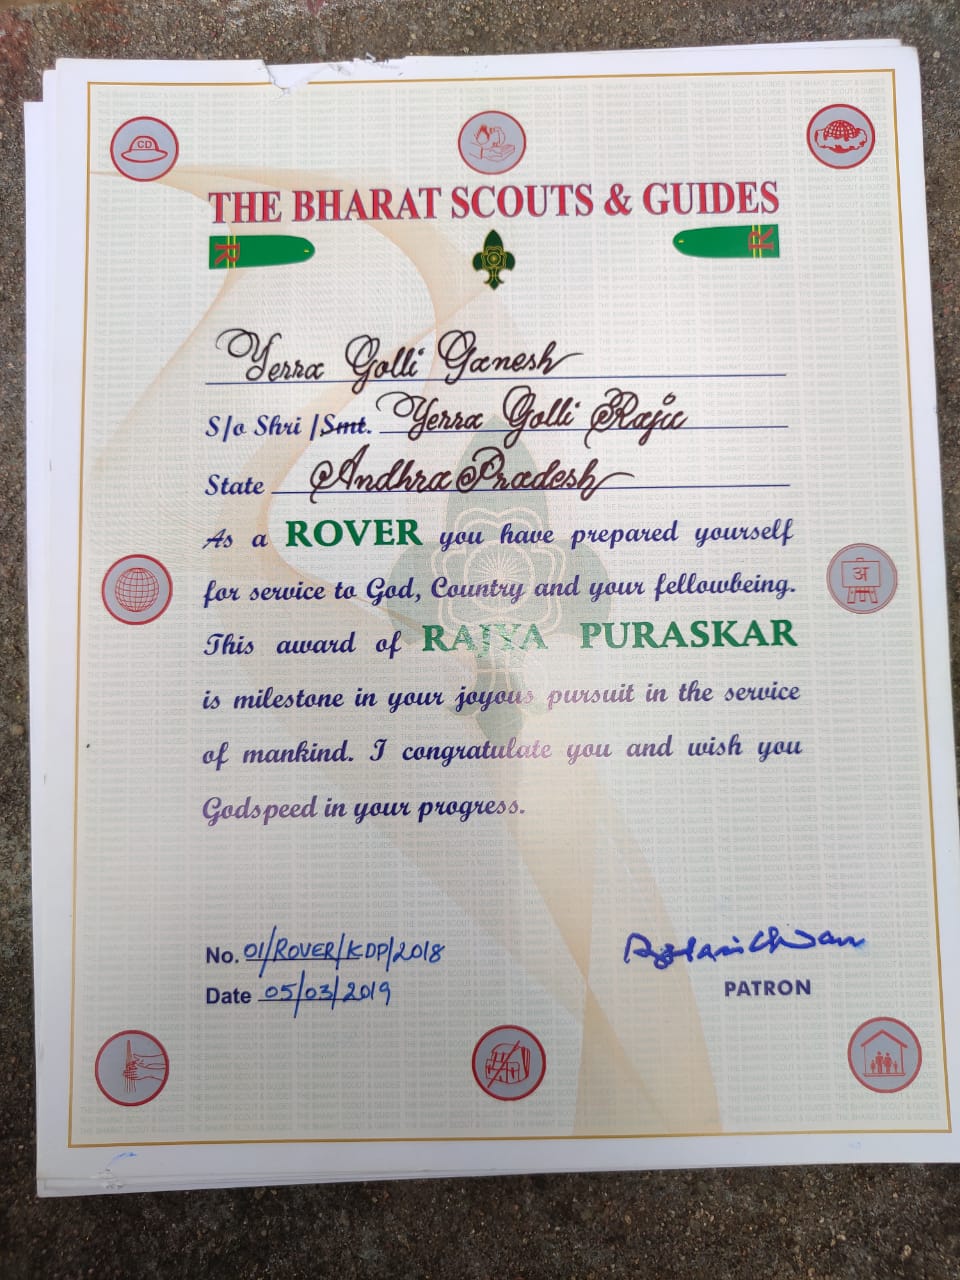 CD
THE BHARAT SCOUTS & GUIDES
R R
Yerra Golli Ganesh
S/o Shri /Smt. Yerra Golli Raju
State Andhra Pradesh
As a ROVER you have prepared yourself
for service to God, Country and your fellowbeing.
अ
This award of RAJYA PURASKAR
is milestone in your joyous pursuit in the service
of mankind. I congratulate you and wish you
Godspeed in your progress.
No. 01/ROVER/KDP/2018
Date 05/03/2019
PATRON